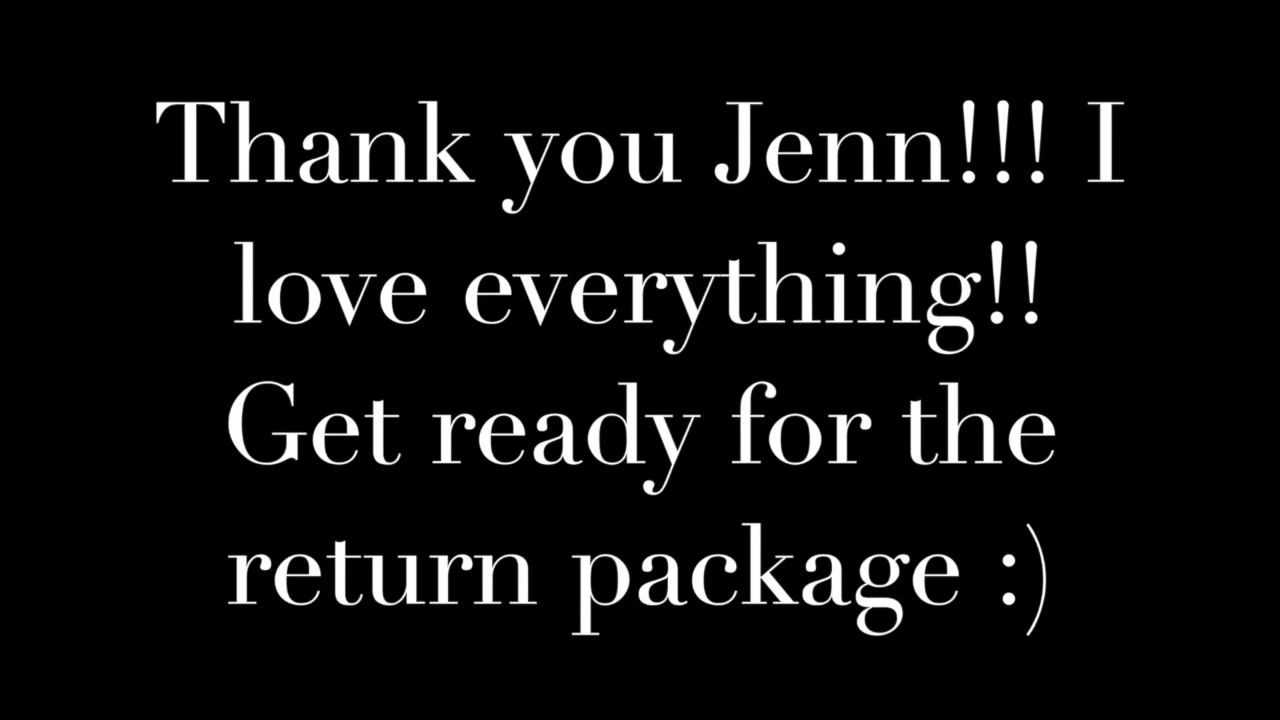 Thank you Jenn!!! I
love everything!!
Get ready for the
return package :)